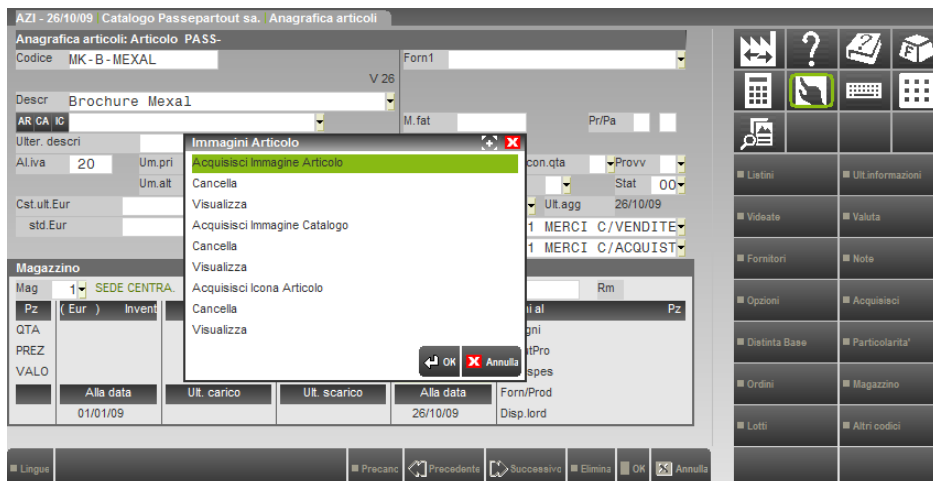 AZI - 26/10/09 Catalogo Passepartout sa. Anagrafica articoli
Anagrafica articoli: Articolo PASS-
Codice MK-B-MEXAL Forn1
V 26
Descr Brochure Mexal
AR CA IC M.fat Pr/Pa
Ulter. descri
Al.iva 20 Um.pri con.qta Provv
Um.alt Stat 00
Cst.ult.Eur Ult.agg 26/10/09
std.Eur 1 MERCI C/VENDITE
1 MERCI C/ACQUIST
Immagini Articolo
Acquisisci Immagine Articolo
Cancella
Visualizza
Acquisisci Immagine Catalogo
Cancella
Visualizza
Acquisisci Icona Articolo
Cancella
Visualizza
OK Annulla
Magazzino
Mag 1 SEDE CENTRA. Rm
Pz ( Eur ) Invent ni al Pz
QTA gni
PREZ utPro
VALO spes
Alla data Ult. carico Ult. scarico Alla data Forn/Prod
01/01/09 26/10/09 Disp.lord
Lingue Precanc Precedente Successivo Elimina OK Annulla
Listini Ult.informazioni
Videate Valuta
Fornitori Note
Opzioni Acquisisci
Distinta Base Particolarita'
Ordini Magazzino
Lotti Altri codici